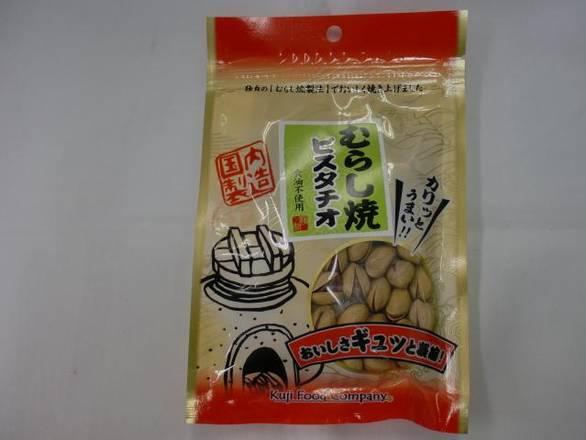 独自の「むらし焼製法」でおいしく焼き上げました
むらし焼
ピスタチオ
油不使用
国内
製造
カリッと
うまい!!
おいしさギュッと凝縮!
Kuji Food Company